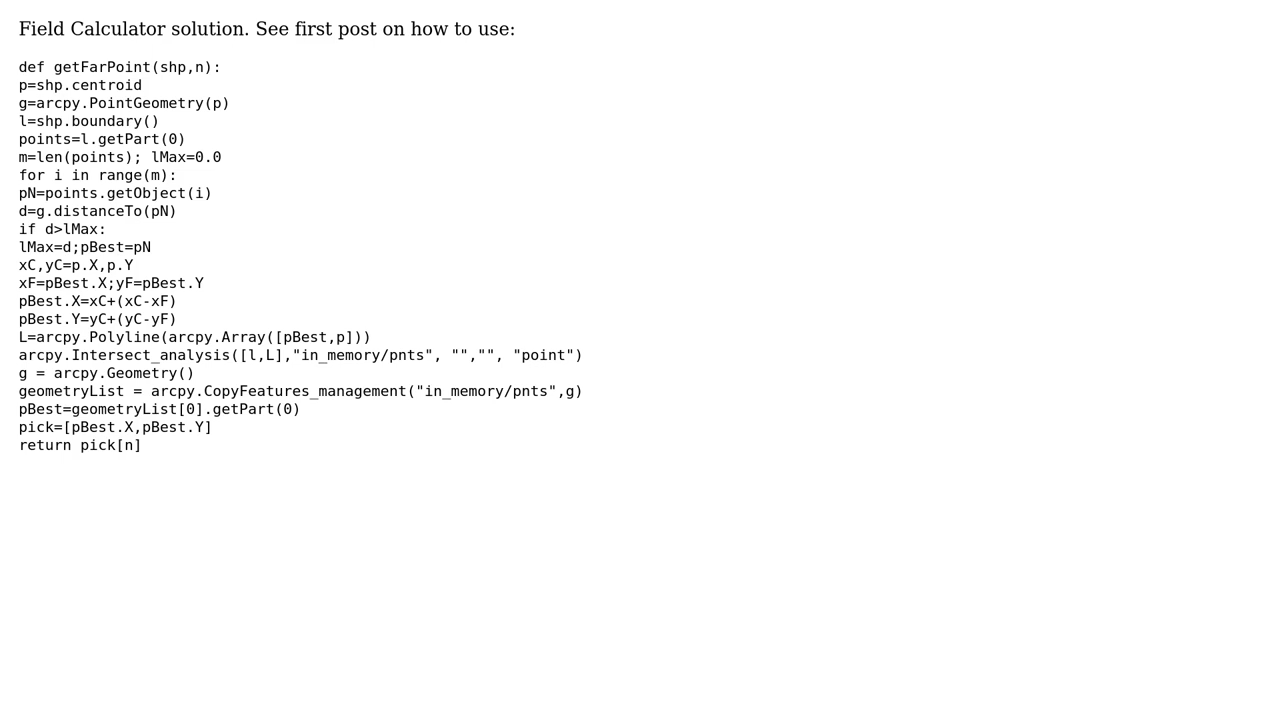 Field Calculator solution. See first post on how to use:
def getFarPoint(shp,n):
p=shp.centroid
g=arcpy.PointGeometry(p)
l=shp.boundary()
points=l.getPart(0)
m=len(points); lMax=0.0
for i in range(m):
pN=points.getObject(i)
d=g.distanceTo(pN)
if d>lMax:
lMax=d;pBest=pN
xC,yC=p.X,p.Y
xF=pBest.X;yF=pBest.Y
pBest.X=xC+(xC-xF)
pBest.Y=yC+(yC-yF)
L=arcpy.Polyline(arcpy.Array([pBest,p]))
arcpy.Intersect_analysis([l,L],"in_memory/pnts", "","", "point")
g = arcpy.Geometry()
geometryList = arcpy.CopyFeatures_management("in_memory/pnts",g)
pBest=geometryList[0].getPart(0)
pick=[pBest.X,pBest.Y]
return pick[n]